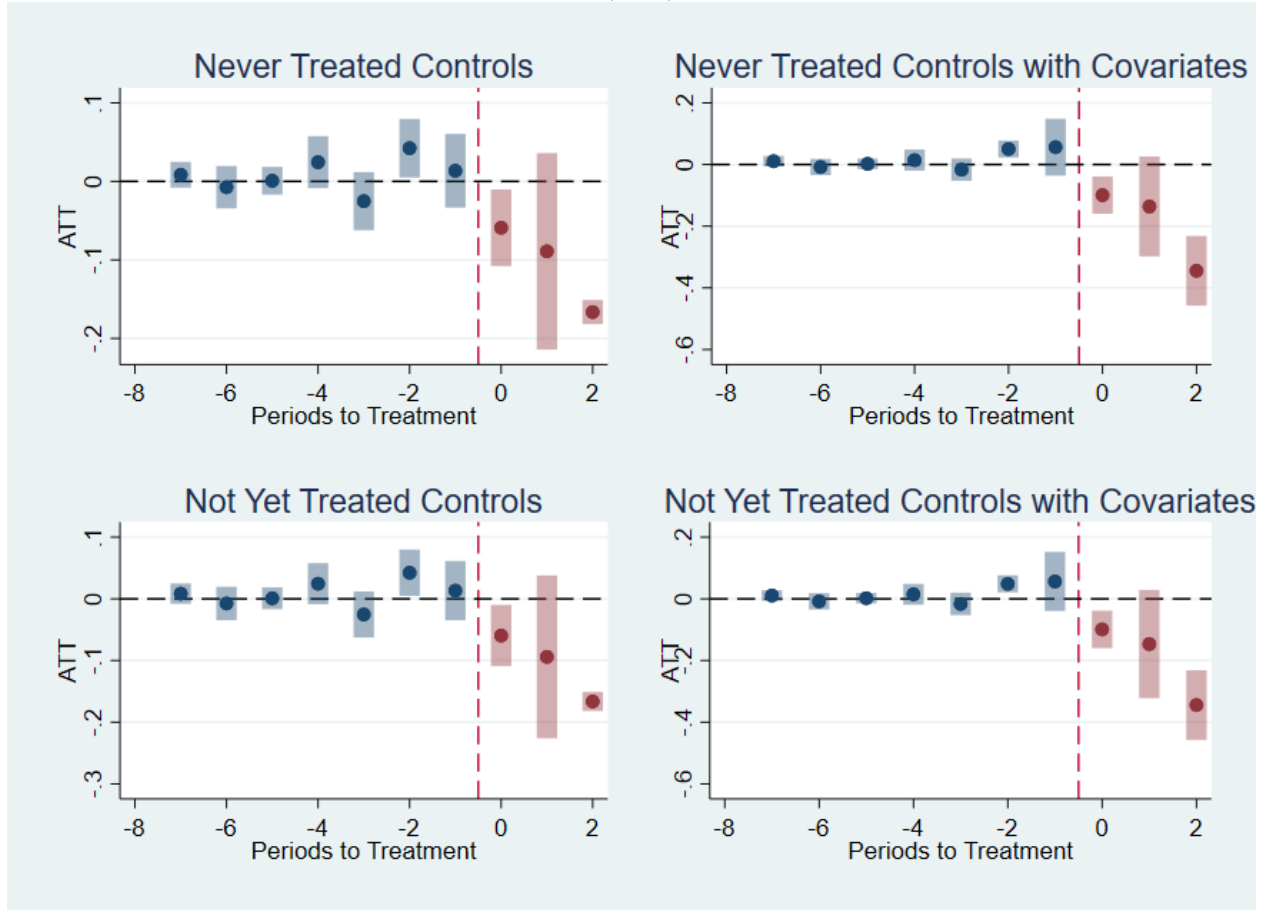 Never Treated Controls
ATT
.1
0
-.1
-.2
-8 -6 -4 -2 0 2
Periods to Treatment
Never Treated Controls with Covariates
ATT
.2
0
-.2
-.4
-.6
-8 -6 -4 -2 0 2
Periods to Treatment
Not Yet Treated Controls
ATT
.1
0
-.1
-.2
-.3
-8 -6 -4 -2 0 2
Periods to Treatment
Not Yet Treated Controls with Covariates
ATT
.2
0
-.2
-.4
-.6
-8 -6 -4 -2 0 2
Periods to Treatment